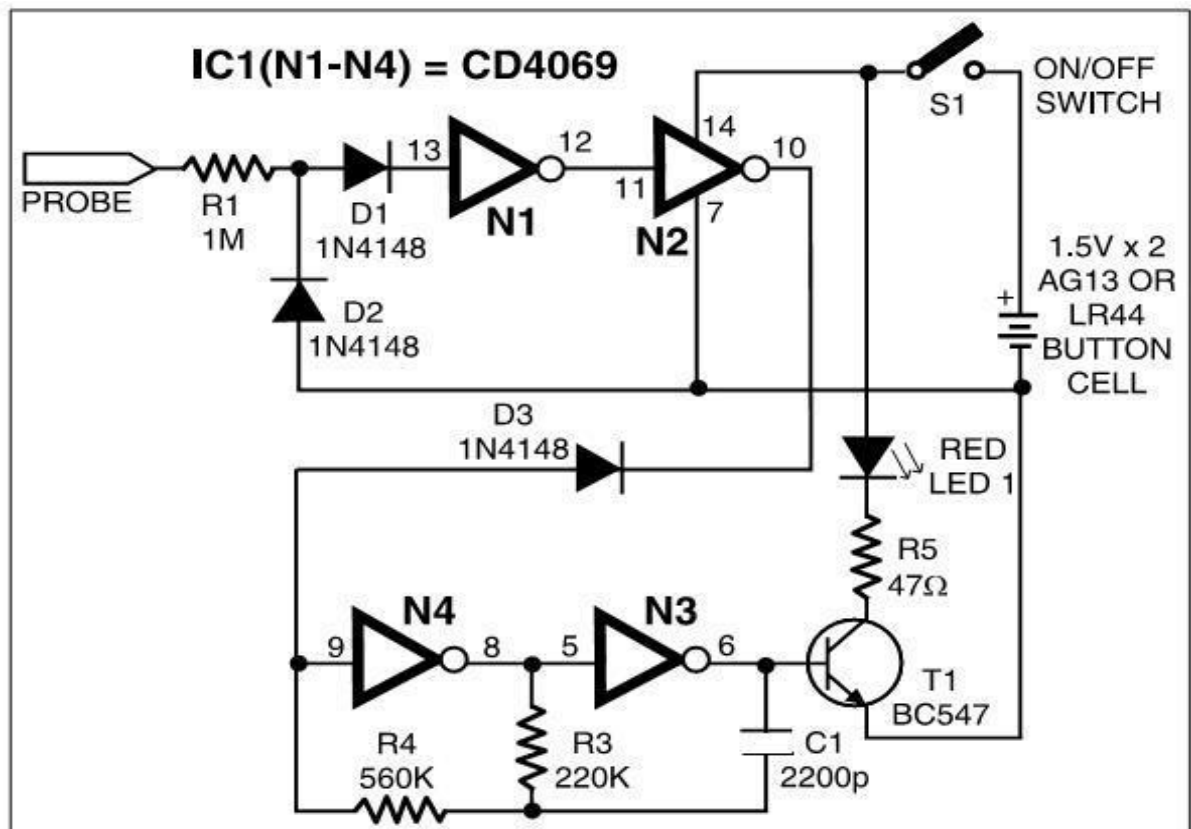 IC1(N1-N4) = CD4069
ON/OFF
SWITCH
S1
14
13
12
11
10
7
PROBE
R1
1M
D1
1N4148
N1
N2
D2
1N4148
1.5V x 2
AG13 OR
LR44
BUTTON
CELL
+
D3
1N4148
RED
LED 1
R5
47Ω
N4
N3
9
8
5
6
T1
BC547
R4
560K
R3
220K
C1
2200p